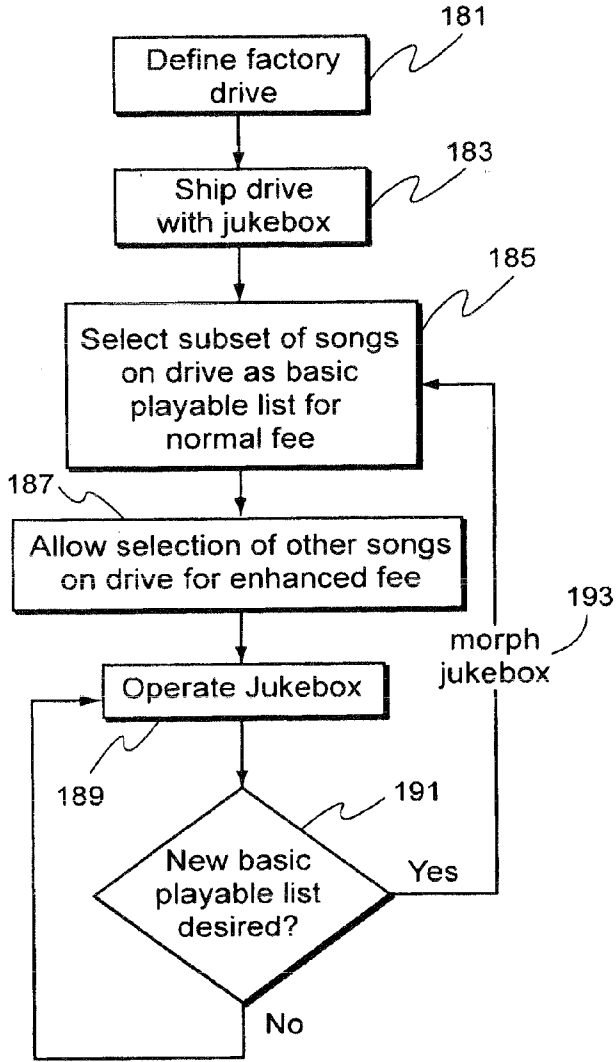 181
Define factory
drive
183
Ship drive
with jukebox
185
Select subset of songs
on drive as basic
playable list for
normal fee
187
Allow selection of other songs
on drive for enhanced fee
193
morph
jukebox
Operate Jukebox
189
191
New basic
playable list
desired?
Yes
No